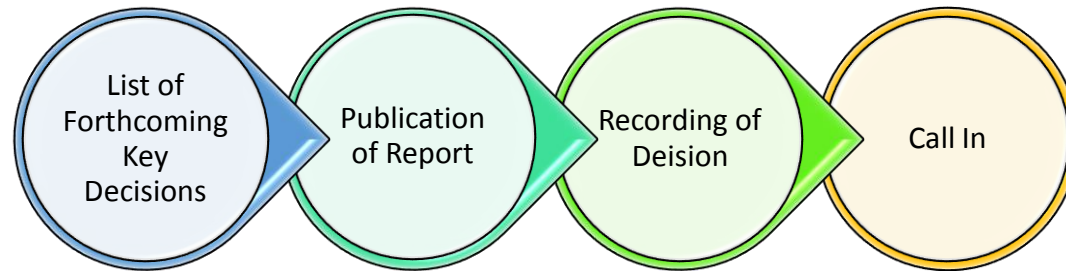 List of
Forthcoming
Key
Decisions
Publication
of Report
Recording of
Deision
Call In